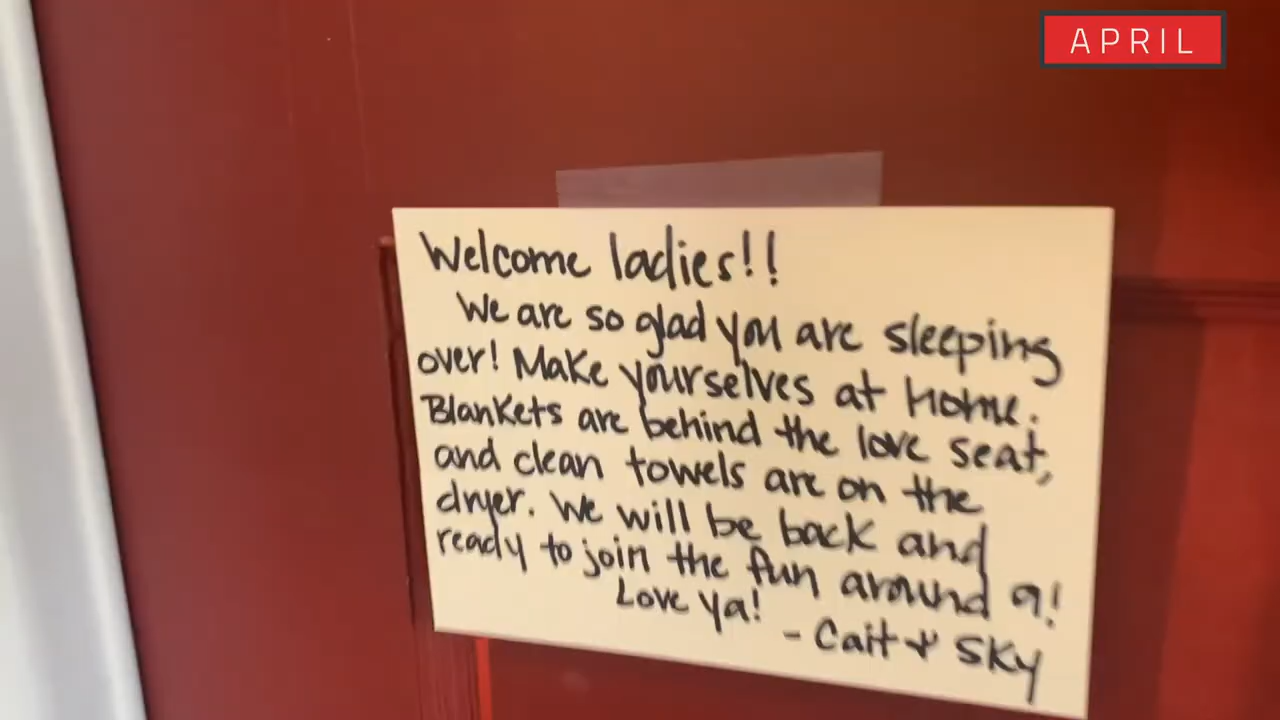 APRIL
Welcome ladies!!
We are so glad you are sleeping
over! Make yourselves at home.
Blankets are behind the love seat,
and clean towels are on the
dryer. We will be back and
ready to join the fun around 9!
Love ya!
- Cait & Sky